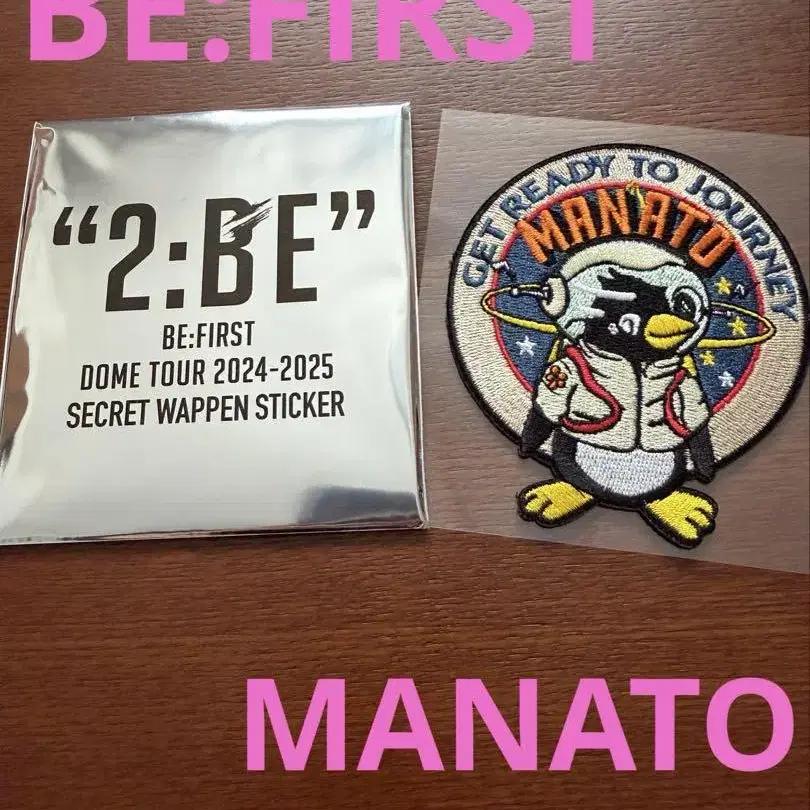 BE:FIRST
“2:BE”
BE:FIRST
DOME TOUR 2024-2025
SECRET WAPPEN STICKER
GET READY TO JOURNEY
MANATO
MANATO